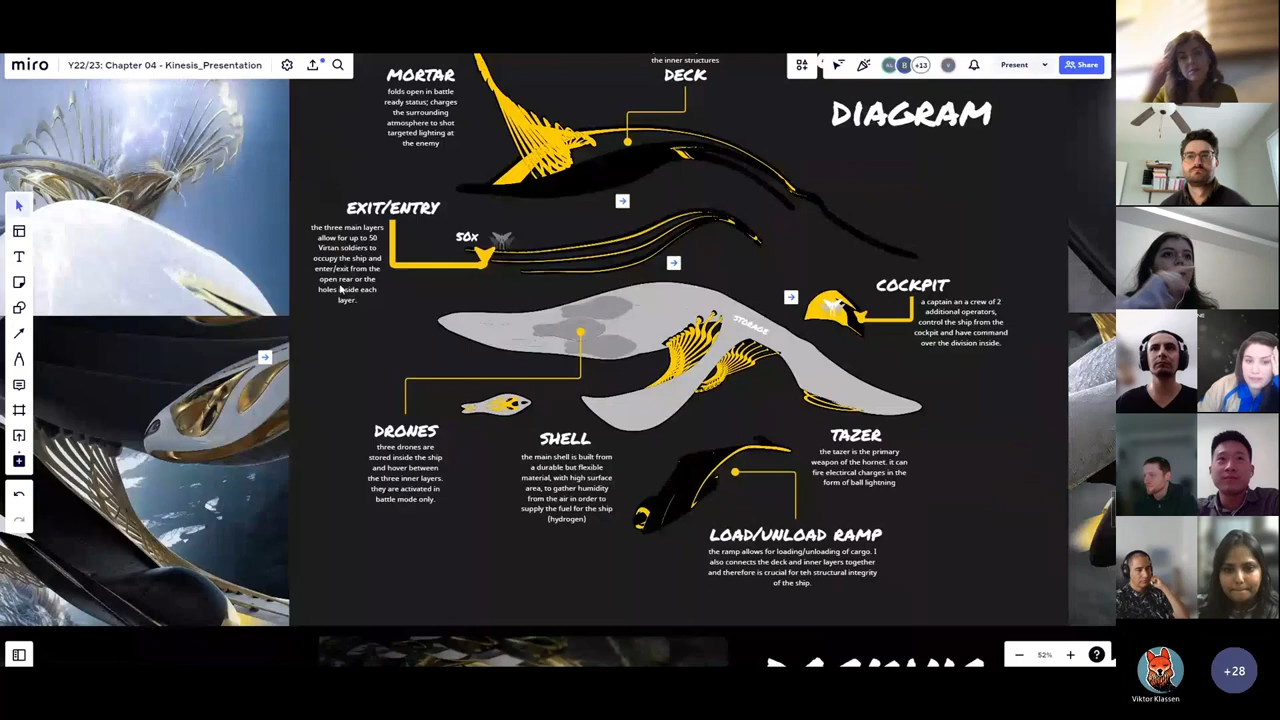 miro
Y22/23: Chapter 04 - Kinesis_Presentation
+13
Present
Share
the inner structures
DECK
MORTAR
folds open in battle
ready status; charges
the surrounding
atmosphere to shot
targeted lighting at
the enemy
DIAGRAM
EXIT/ENTRY
the three main layers
allow for up to 50
Virtan soldiers to
occupy the ship and
enter/exit from the
open rear or the
holes inside each
layer.
50x
COCKPIT
a captain an a crew of 2
additional operators,
control the ship from the
cockpit and have command
over the division inside.
STORAGE
DRONES
three drones are
stored inside the ship
and hover between
the three inner layers.
they are activated in
battle mode only.
SHELL
the main shell is built from
a durable but flexible
material, with high surface
area, to gather humidity
from the air in order to
supply the fuel for the ship
(hydrogen)
TAZER
the tazer is the primary
weapon of the hornet. it can
fire electircal charges in the
form of ball lightning
LOAD/UNLOAD RAMP
the ramp allows for loading/unloading of cargo. I
also connects the deck and inner layers together
and therefore is crucial for teh structural integrity
of the ship.
52%
Viktor Klassen
+28